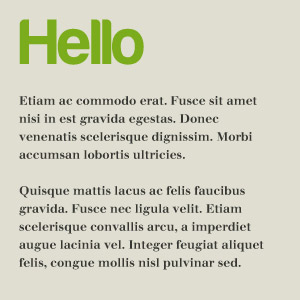 Hello
Etiam ac commodo erat. Fusce sit amet
nisi in est gravida egestas. Donec
venenatis scelerisque dignissim. Morbi
accumsan lobortis ultricies.
Quisque mattis lacus ac felis faucibus
gravida. Fusce nec ligula velit. Etiam
scelerisque convallis arcu, a imperdiet
augue lacinia vel. Integer feugiat aliquet
felis, congue mollis nisl pulvinar sed.